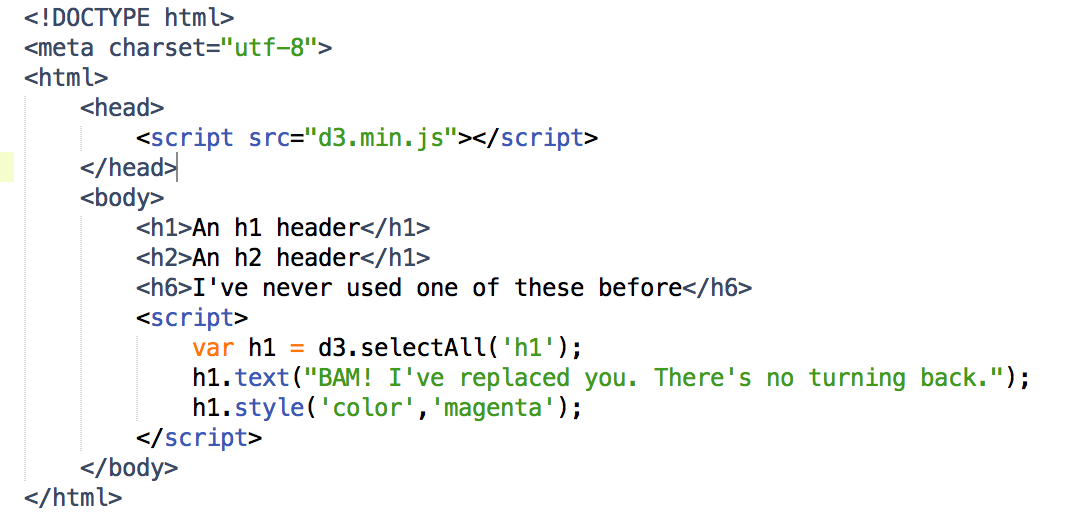 <!DOCTYPE html>
<meta charset="utf-8">
<html>
    <head>
        <script src="d3.min.js"></script>
    </head>
    <body>
        <h1>An h1 header</h1>
        <h2>An h2 header</h1>
        <h6>I've never used one of these before</h6>
        <script>
            var h1 = d3.selectAll('h1');
            h1.text("BAM! I've replaced you. There's no turning back.");
            h1.style('color','magenta');
        </script>
    </body>
</html>